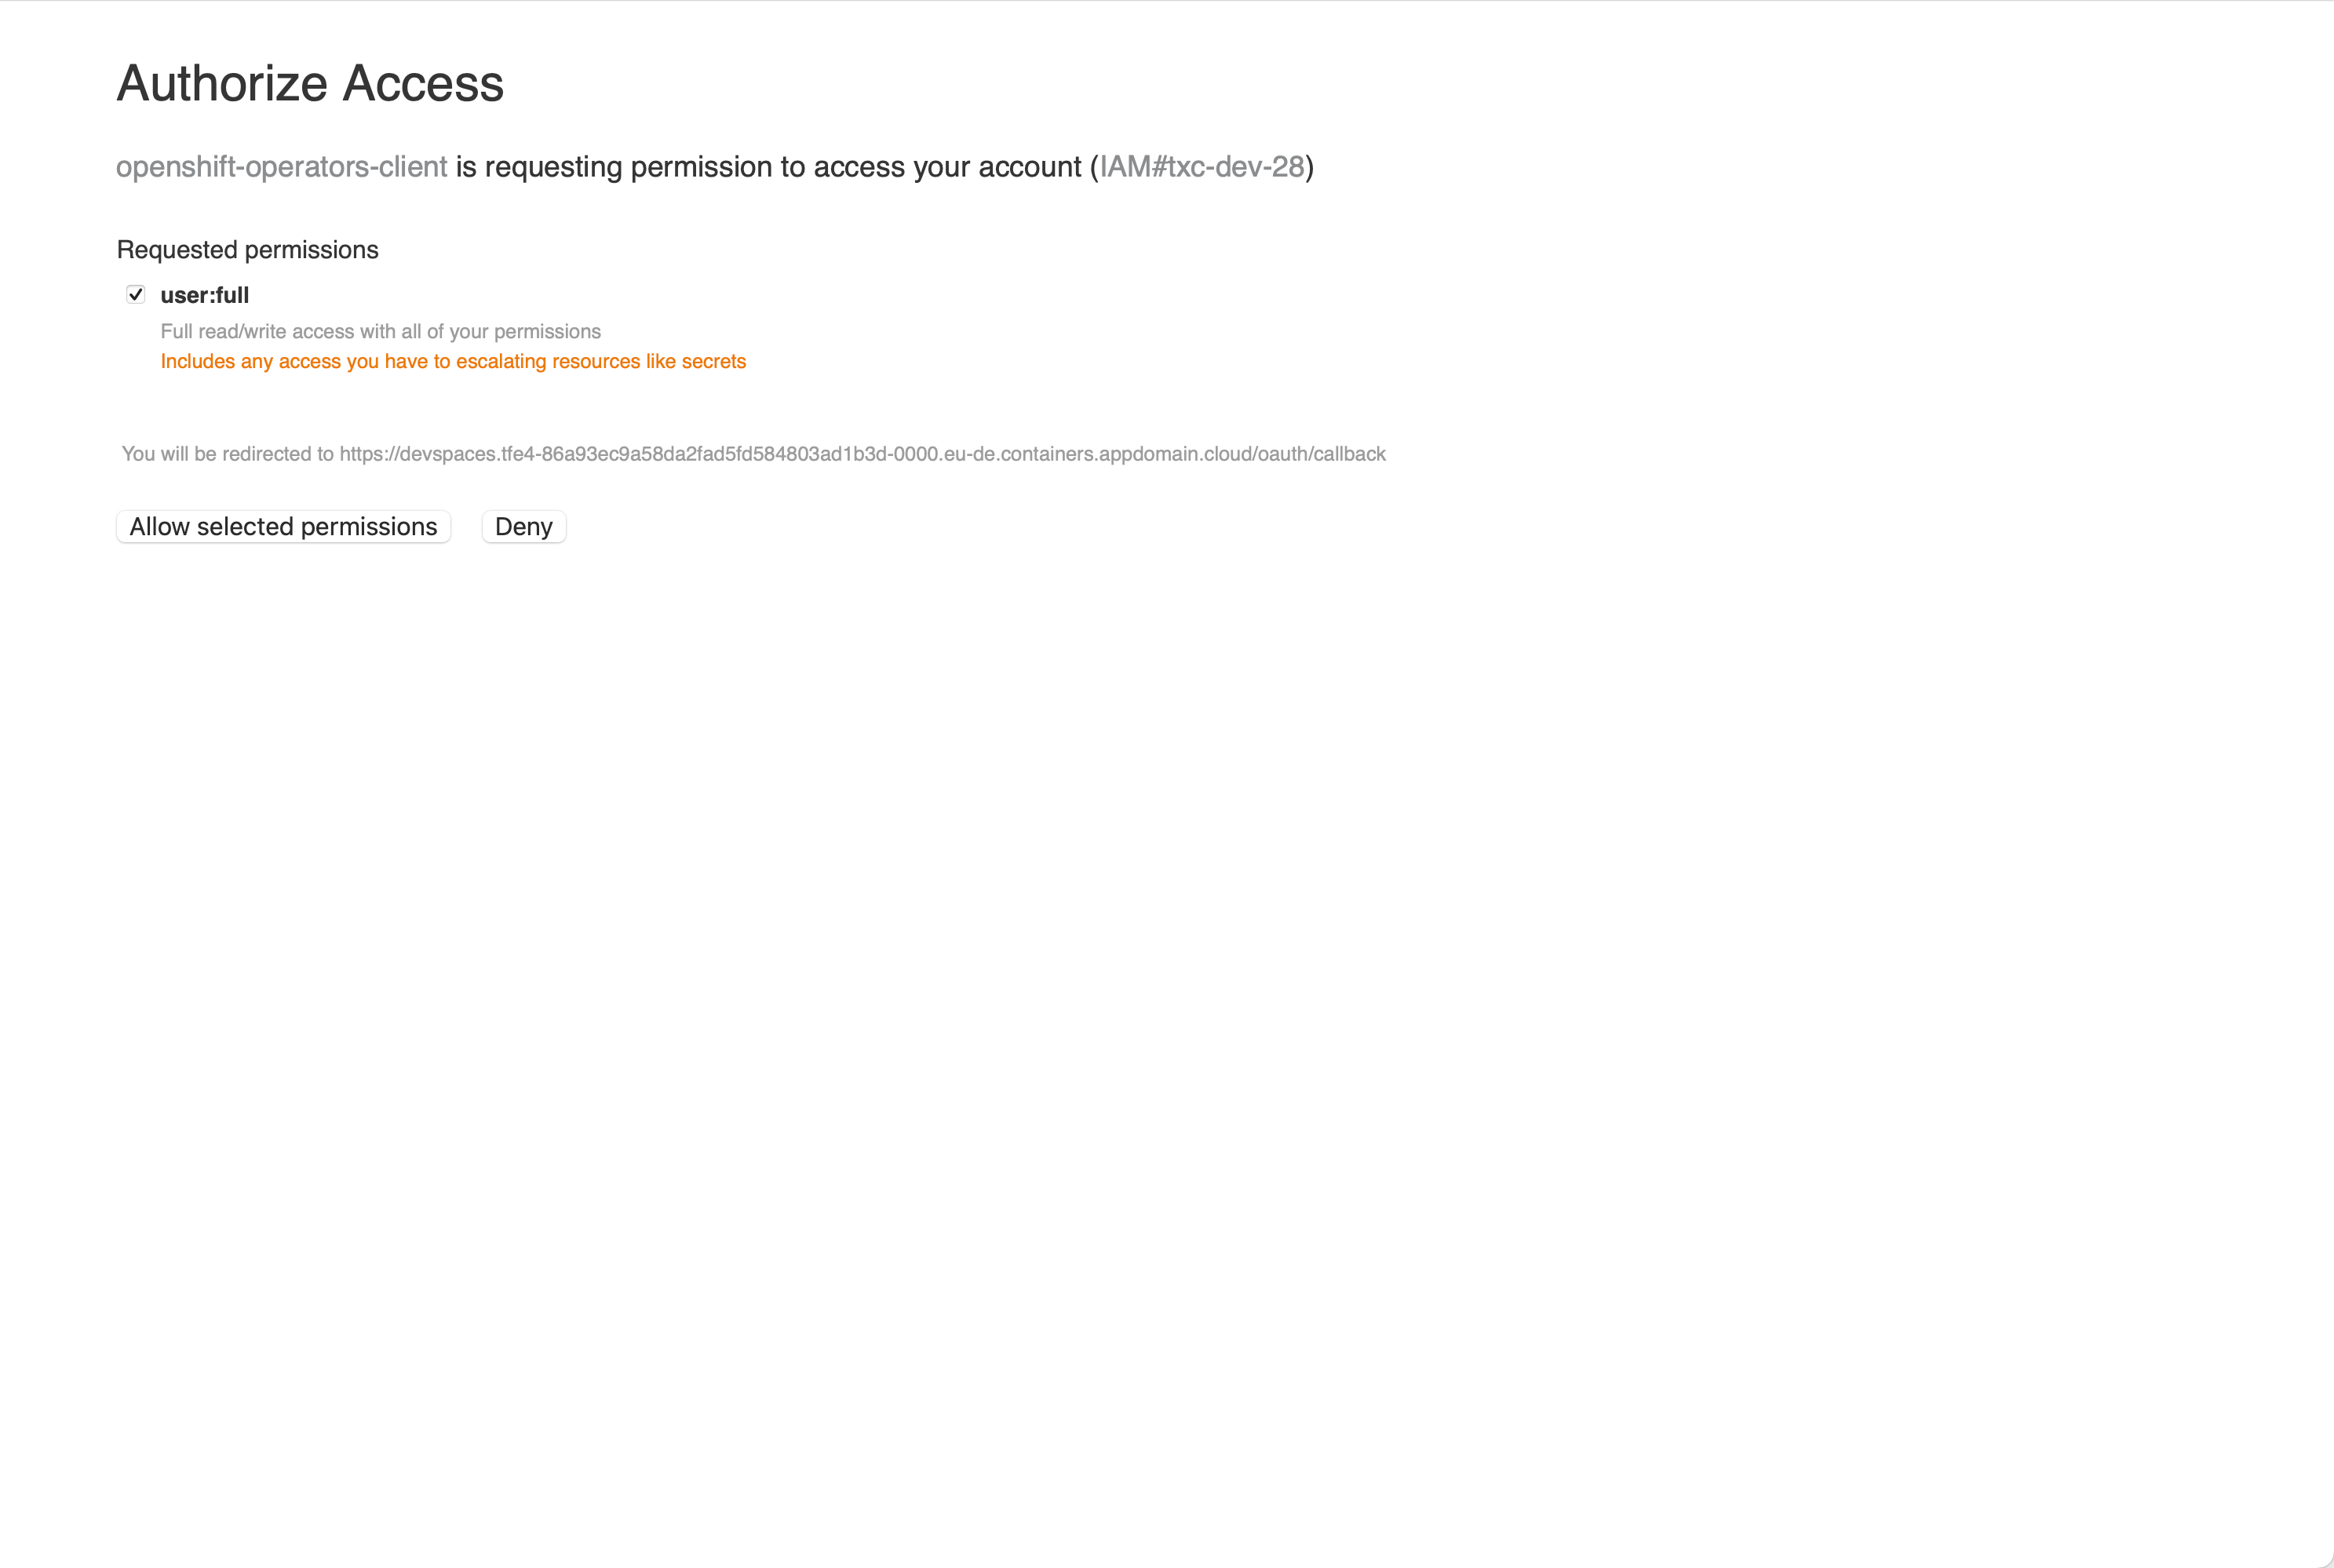 Authorize Access
openshift-operators-client is requesting permission to access your account (IAM#txc-dev-28)
Requested permissions
user:full
Full read/write access with all of your permissions
Includes any access you have to escalating resources like secrets
You will be redirected to https://devspaces.tfe4-86a93ec9a58da2fad5fd584803ad1b3d-0000.eu-de.containers.appdomain.cloud/oauth/callback
Allow selected permissions Deny